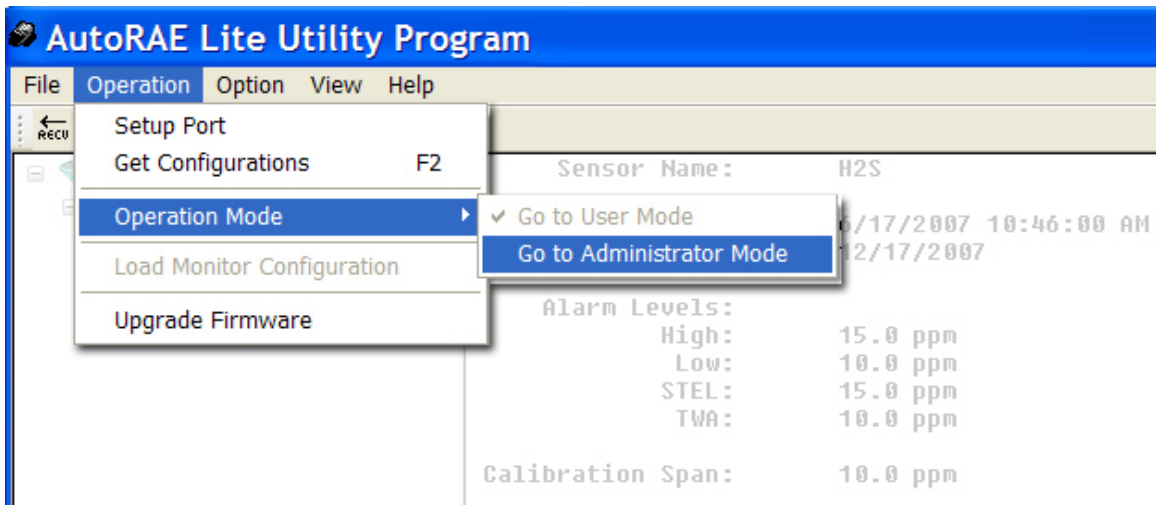 AutoRAE Lite Utility Program
File Operation Option View Help
RECV
Setup Port
Get Configurations F2
Operation Mode
Load Monitor Configuration
Upgrade Firmware
Go to User Mode
Go to Administrator Mode
Sensor Name: H2S
6/17/2007 10:46:00 AM
12/17/2007
Alarm Levels:
High: 15.0 ppm
Low: 10.0 ppm
STEL: 15.0 ppm
TWA: 10.0 ppm
Calibration Span: 10.0 ppm